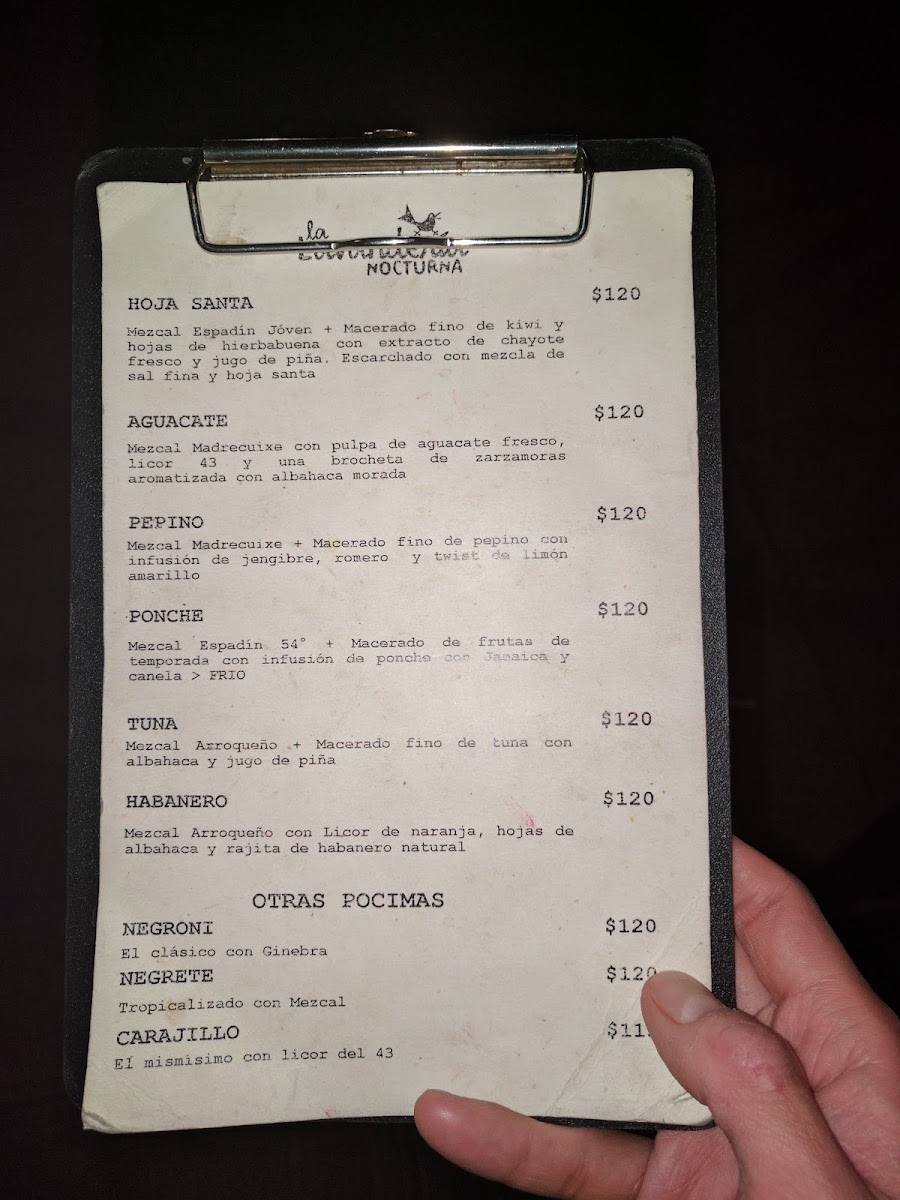 la
NOCTURNA
HOJA SANTA $120
Mezcal Espadín Jóven + Macerado fino de kiwi y
hojas de hierbabuena con extracto de chayote
fresco y jugo de piña. Escarchado con mezcla de
sal fina y hoja santa
AGUACATE $120
Mezcal Madrecuixe con pulpa de aguacate fresco,
licor 43 y una brocheta de zarzamoras
aromatizada con albahaca morada
PEPINO $120
Mezcal Madrecuixe + Macerado fino de pepino con
infusión de jengibre, romero y twist de limón
amarillo
PONCHE $120
Mezcal Espadín 54° + Macerado de frutas de
temporada con infusión de ponche con Jamaica y
canela > FRIO
TUNA $120
Mezcal Arroqueño + Macerado fino de tuna con
albahaca y jugo de piña
HABANERO $120
Mezcal Arroqueño con Licor de naranja, hojas de
albahaca y rajita de habanero natural
OTRAS POCIMAS
NEGRONI $120
El clásico con Ginebra
NEGRETE $120
Tropicalizado con Mezcal
CARAJILLO
El mismísimo con licor del 43